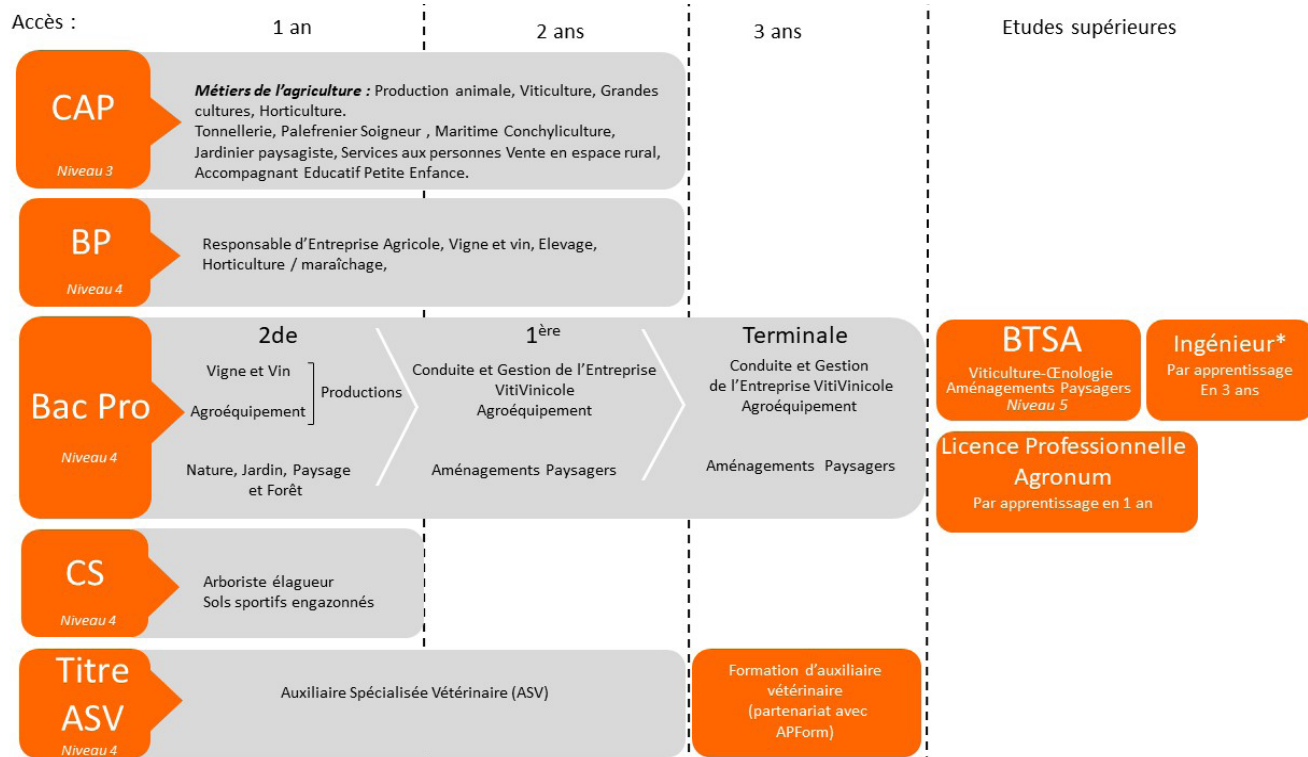 Accès :
1 an
2 ans
3 ans
Etudes supérieures
CAP
Niveau 3
Métiers de l’agriculture : Production animale, Viticulture, Grandes
cultures, Horticulture.
Tonnellerie, Palefrenier Soigneur , Maritime Conchyliculture,
Jardinier paysagiste, Services aux personnes Vente en espace rural,
Accompagnant Educatif Petite Enfance.
BP
Niveau 4
Responsable d’Entreprise Agricole, Vigne et vin, Elevage,
Horticulture / maraîchage,
Bac Pro
Niveau 4
2de
Vigne et Vin
Agroéquipement
Productions
Nature, Jardin, Paysage
et Forêt
1ère
Conduite et Gestion de l’Entreprise
VitiVinicole
Agroéquipement
Aménagements Paysagers
Terminale
Conduite et Gestion
de l’Entreprise VitiVinicole
Agroéquipement
Aménagements Paysagers
BTSA
Viticulture-Œnologie
Aménagements Paysagers
Niveau 5
Ingénieur*
Par apprentissage
En 3 ans
Licence Professionnelle
Agronum
Par apprentissage en 1 an
CS
Niveau 4
Arboriste élagueur
Sols sportifs engazonnés
Titre
ASV
Niveau 4
Auxiliaire Spécialisée Vétérinaire (ASV)
Formation d’auxiliaire
vétérinaire
(partenariat avec
APForm)